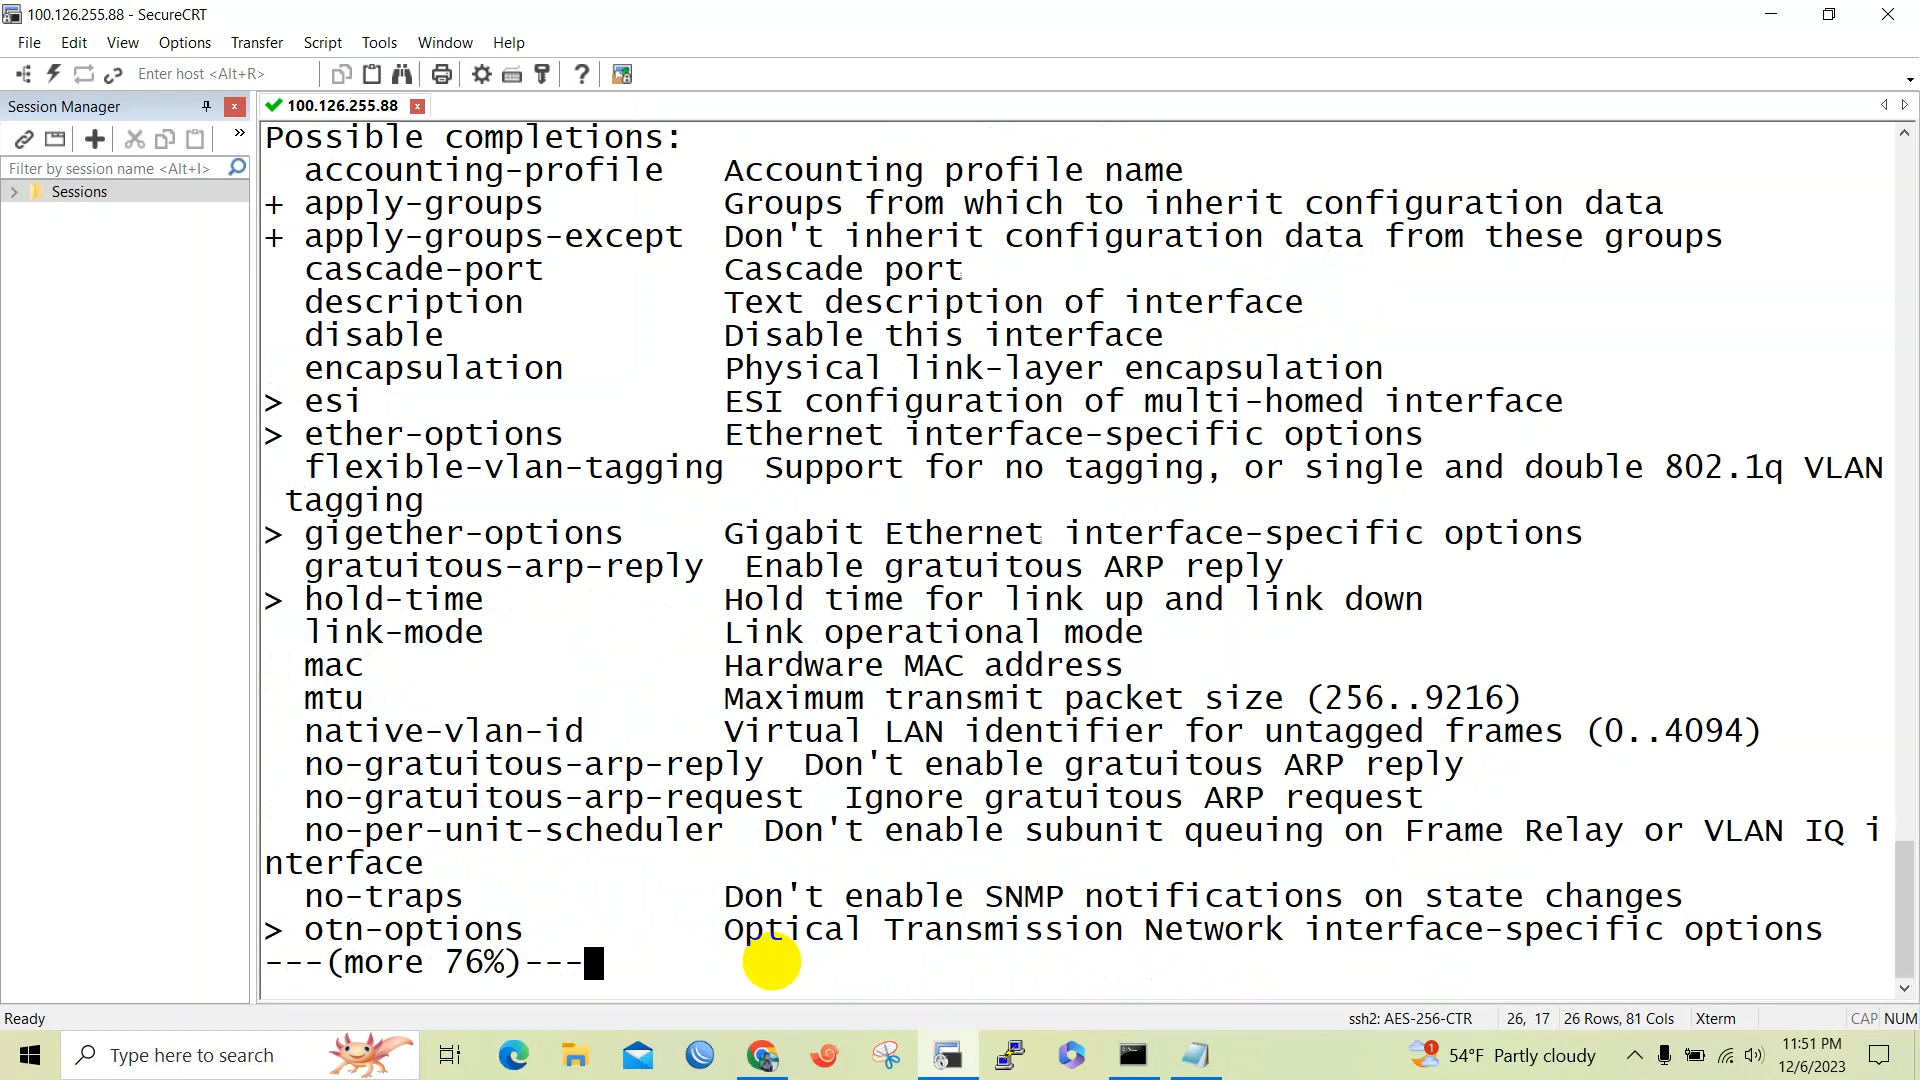 100.126.255.88 - SecureCRT
File Edit View Options Transfer Script Tools Window Help
Enter host <Alt+R>
Session Manager
100.126.255.88
Filter by session name <Alt+I>
Sessions
Possible completions:
  accounting-profile   Accounting profile name
+ apply-groups         Groups from which to inherit configuration data
+ apply-groups-except  Don't inherit configuration data from these groups
  cascade-port         Cascade port
  description          Text description of interface
  disable              Disable this interface
  encapsulation        Physical link-layer encapsulation
> esi                  ESI configuration of multi-homed interface
> ether-options        Ethernet interface-specific options
  flexible-vlan-tagging  Support for no tagging, or single and double 802.1q VLAN
 tagging
> gigether-options     Gigabit Ethernet interface-specific options
  gratuitous-arp-reply  Enable gratuitous ARP reply
> hold-time            Hold time for link up and link down
  link-mode            Link operational mode
  mac                  Hardware MAC address
  mtu                  Maximum transmit packet size (256..9216)
  native-vlan-id       Virtual LAN identifier for untagged frames (0..4094)
  no-gratuitous-arp-reply  Don't enable gratuitous ARP reply
  no-gratuitous-arp-request  Ignore gratuitous ARP request
  no-per-unit-scheduler  Don't enable subunit queuing on Frame Relay or VLAN IQ i
nterface
  no-traps             Don't enable SNMP notifications on state changes
> otn-options          Optical Transmission Network interface-specific options
---(more 76%)---
Ready ssh2: AES-256-CTR 26, 17 26 Rows, 81 Cols Xterm CAP NUM
Type here to search
1 54°F Partly cloudy
11:51 PM
12/6/2023